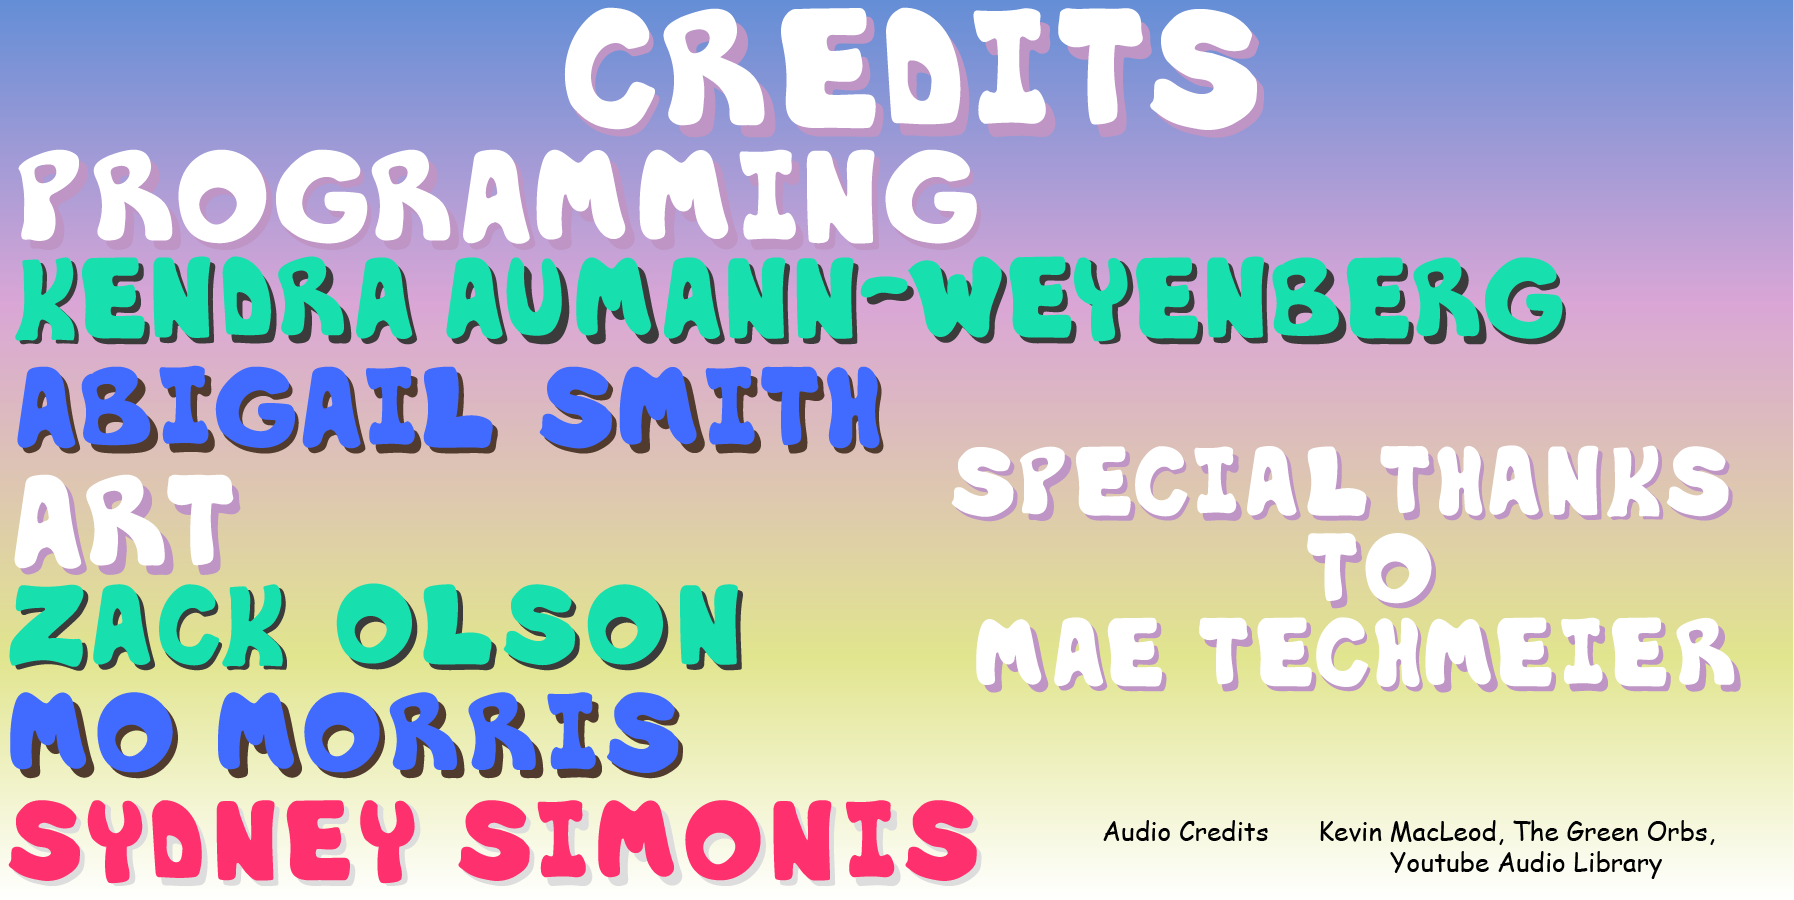 CREDITS
PROGRAMMING
KENDRA AUMANN-WEYENBERG
ABIGAIL SMITH
ART
ZACK OLSON
MO MORRIS
SYDNEY SIMONIS
SPECIAL THANKS
TO
MAE TECHMEIER
Audio Credits Kevin MacLeod, The Green Orbs,
Youtube Audio Library